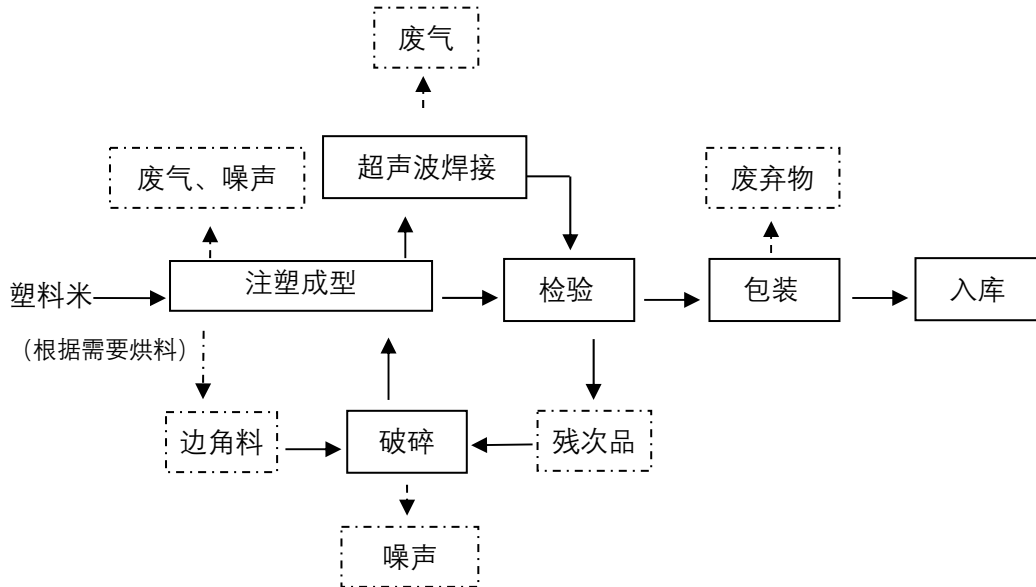 废气
超声波焊接
废气、噪声
废弃物
注塑成型
塑料米
检验
包装
入库
（根据需要烘料）
边角料
破碎
残次品
噪声